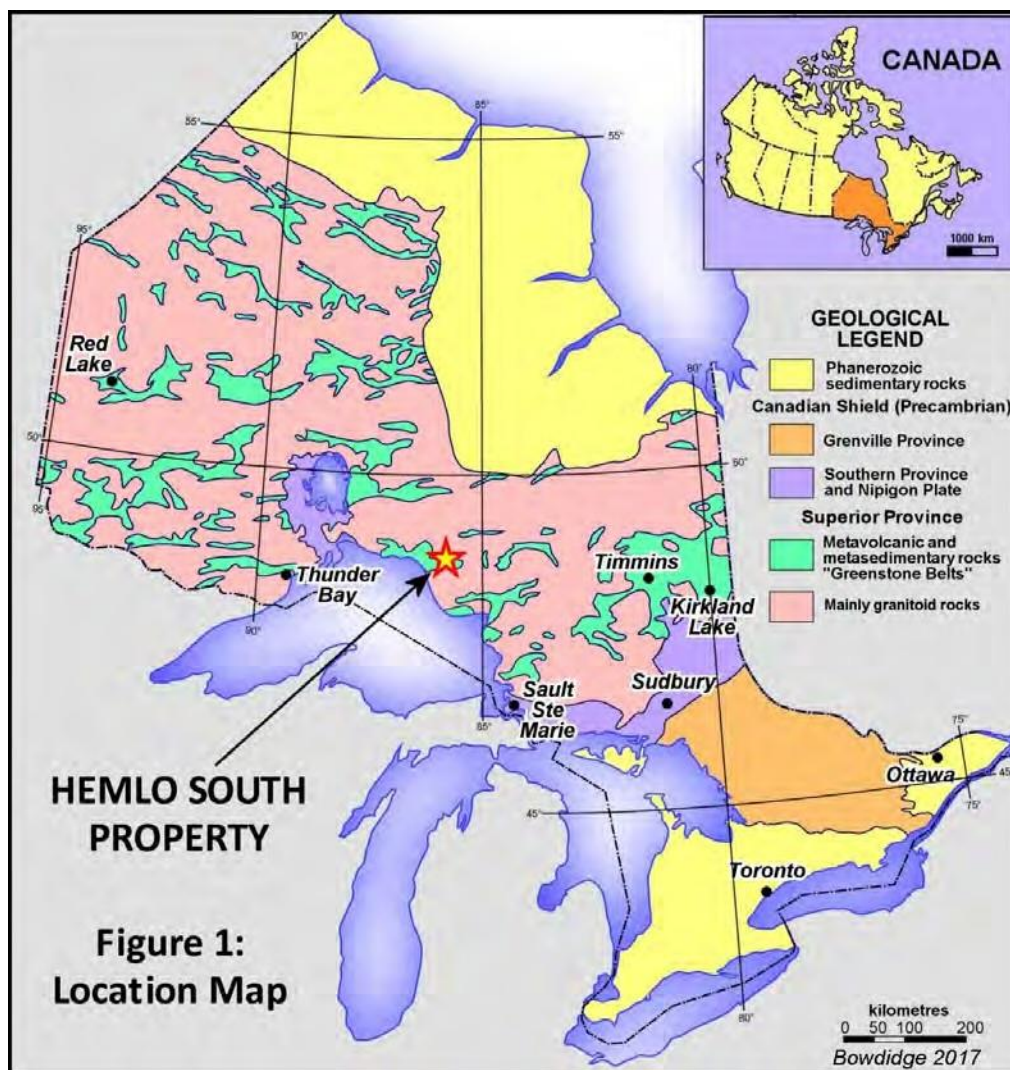 90°
85°
CANADA
1000 km
55°
55°
95°
GEOLOGICAL
LEGEND
Phanerozoic
sedimentary rocks
Canadian Shield (Precambrian)
Grenville Province
Southern Province
and Nipigon Plate
Superior Province
Metavolcanic and
metasedimentary rocks
"Greenstone Belts"
Mainly granitoid rocks
Red
Lake
80°
50°
50°
95°
Timmins
Thunder
Bay
Kirkland
Lake
90°
Sudbury
Sault
Ste
Marie
85°
75°
Ottawa
45°
75°
HEMLO SOUTH
PROPERTY
45°
Toronto
Figure 1:
Location Map
80°
kilometres
0 50 100 200
Bowdidge 2017